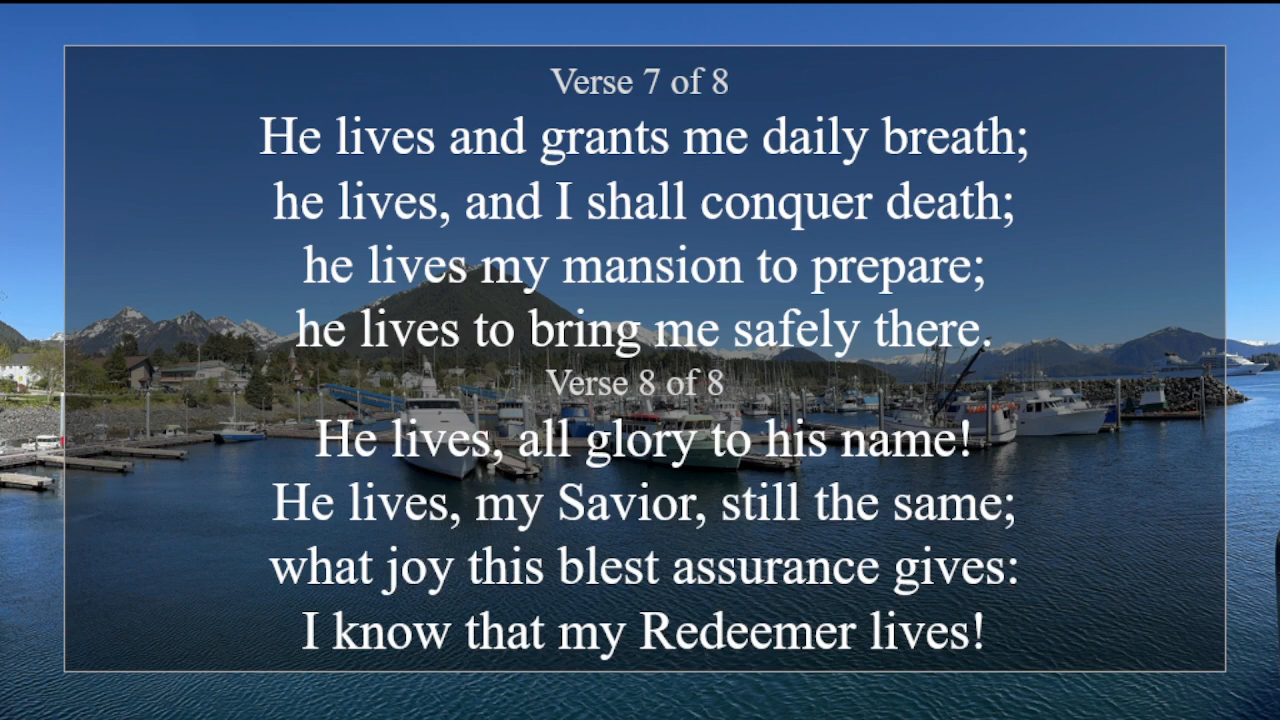 Verse 7 of 8
He lives and grants me daily breath;
he lives, and I shall conquer death;
he lives my mansion to prepare;
he lives to bring me safely there.
Verse 8 of 8
He lives, all glory to his name!
He lives, my Savior, still the same;
what joy this blest assurance gives:
I know that my Redeemer lives!